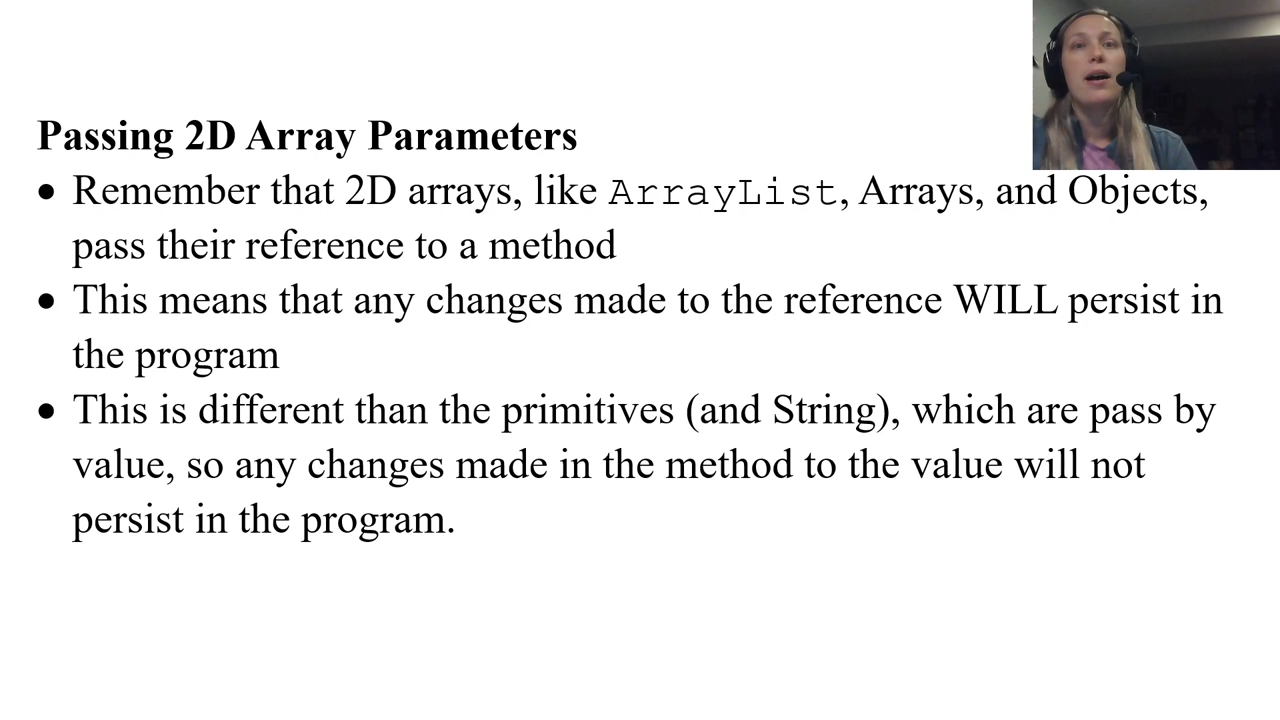 Passing 2D Array Parameters
• Remember that 2D arrays, like ArrayList, Arrays, and Objects,
pass their reference to a method
• This means that any changes made to the reference WILL persist in
the program
• This is different than the primitives (and String), which are pass by
value, so any changes made in the method to the value will not
persist in the program.